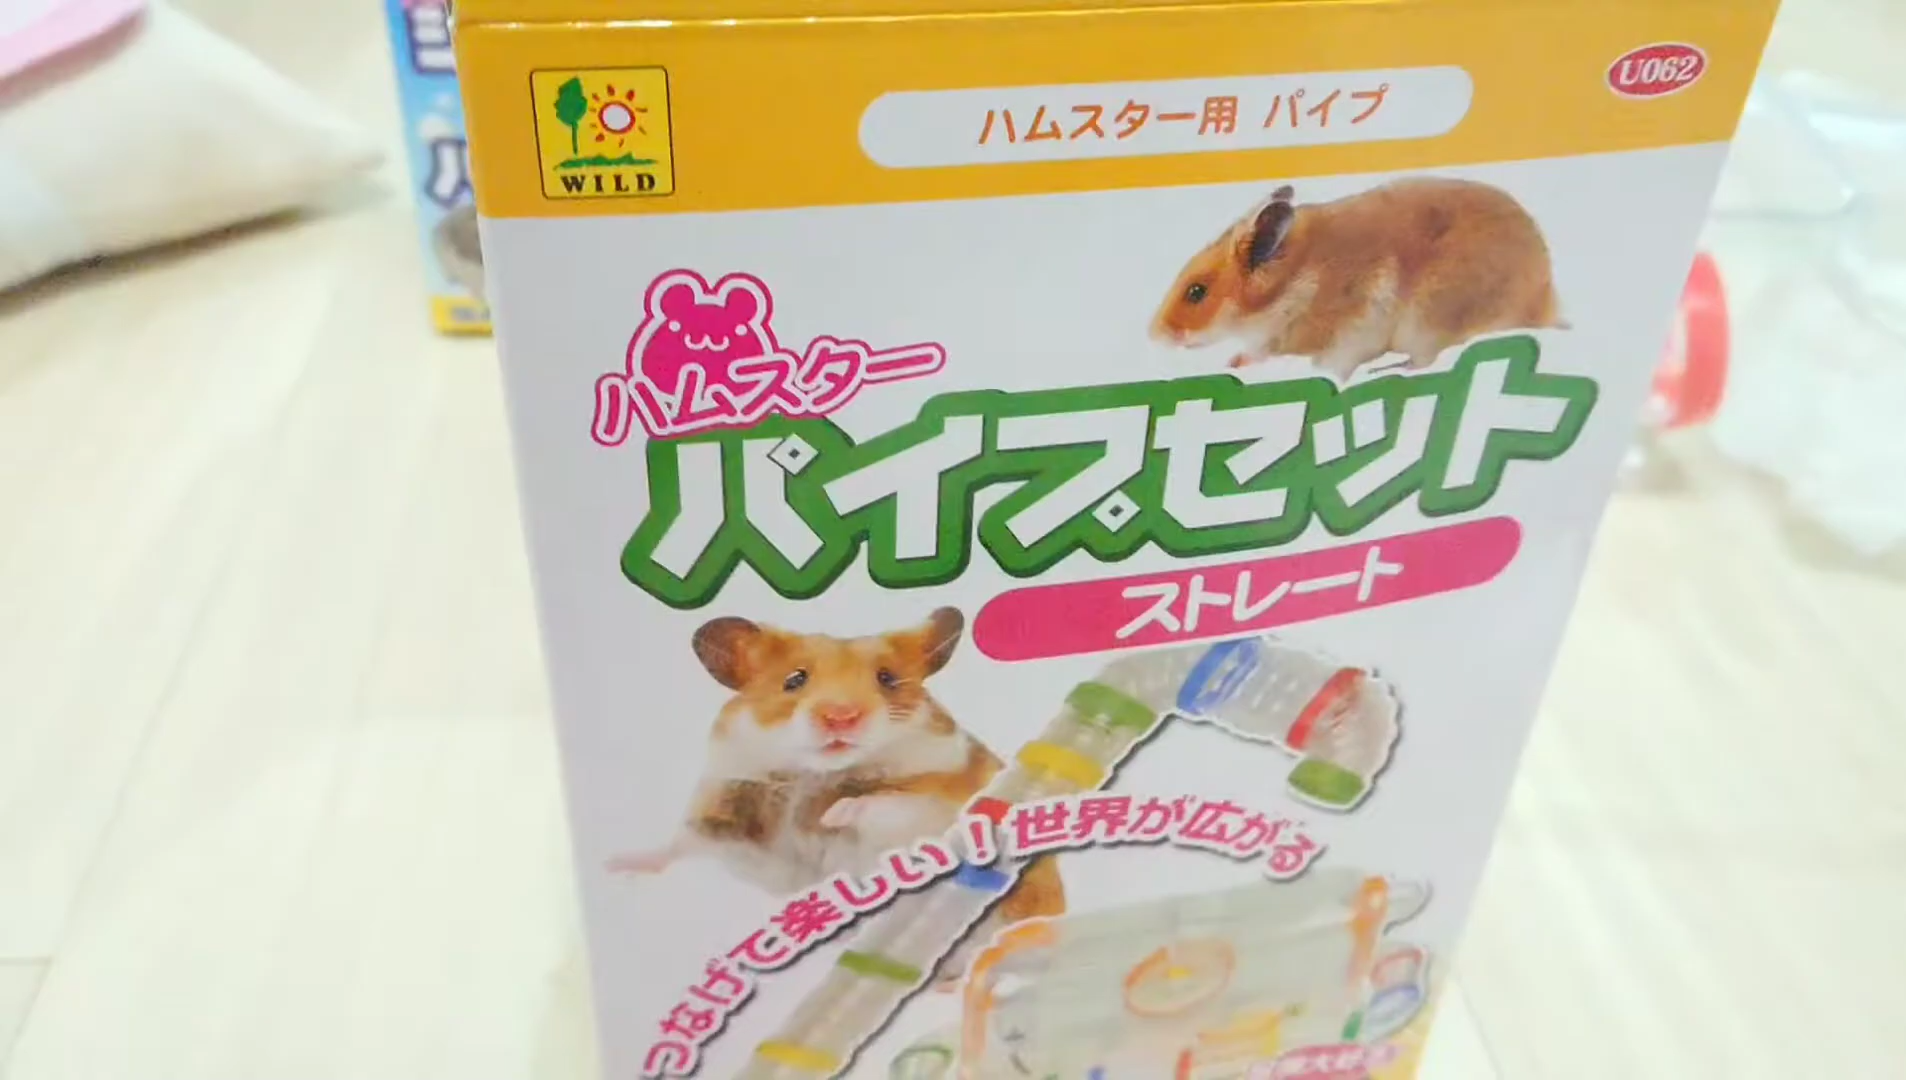 WILD
ハムスター用 パイプ
U062
ハムスター
パイプセット
ストレート
つなげて楽しい！世界が広がる